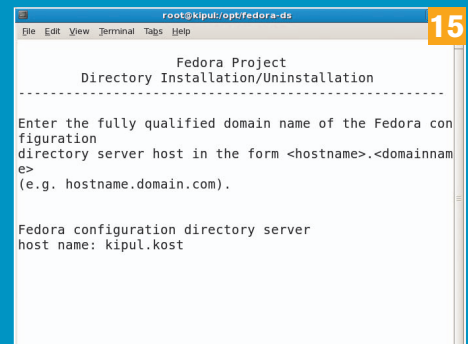 root@kipul:/opt/fedora-ds
15
File Edit View Terminal Tabs Help
Fedora Project
Directory Installation/Uninstallation
------------------------------------------------------
Enter the fully qualified domain name of the Fedora con
figuration
directory server host in the form <hostname>.<domainnam
e>
(e.g. hostname.domain.com).
Fedora configuration directory server
host name: kipul.kost